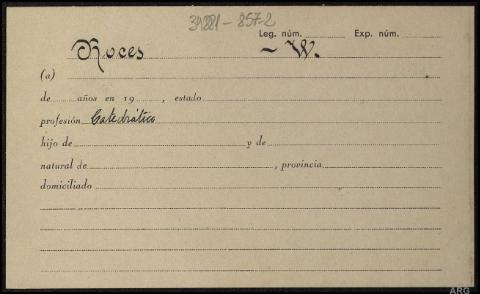 39881 - 857-2
Leg. núm. Exp. núm.
Roces - W.
(a)
de años en 19 , estado
profesión Catedrático
hijo de y de
natural de , provincia
domiciliado
ARG